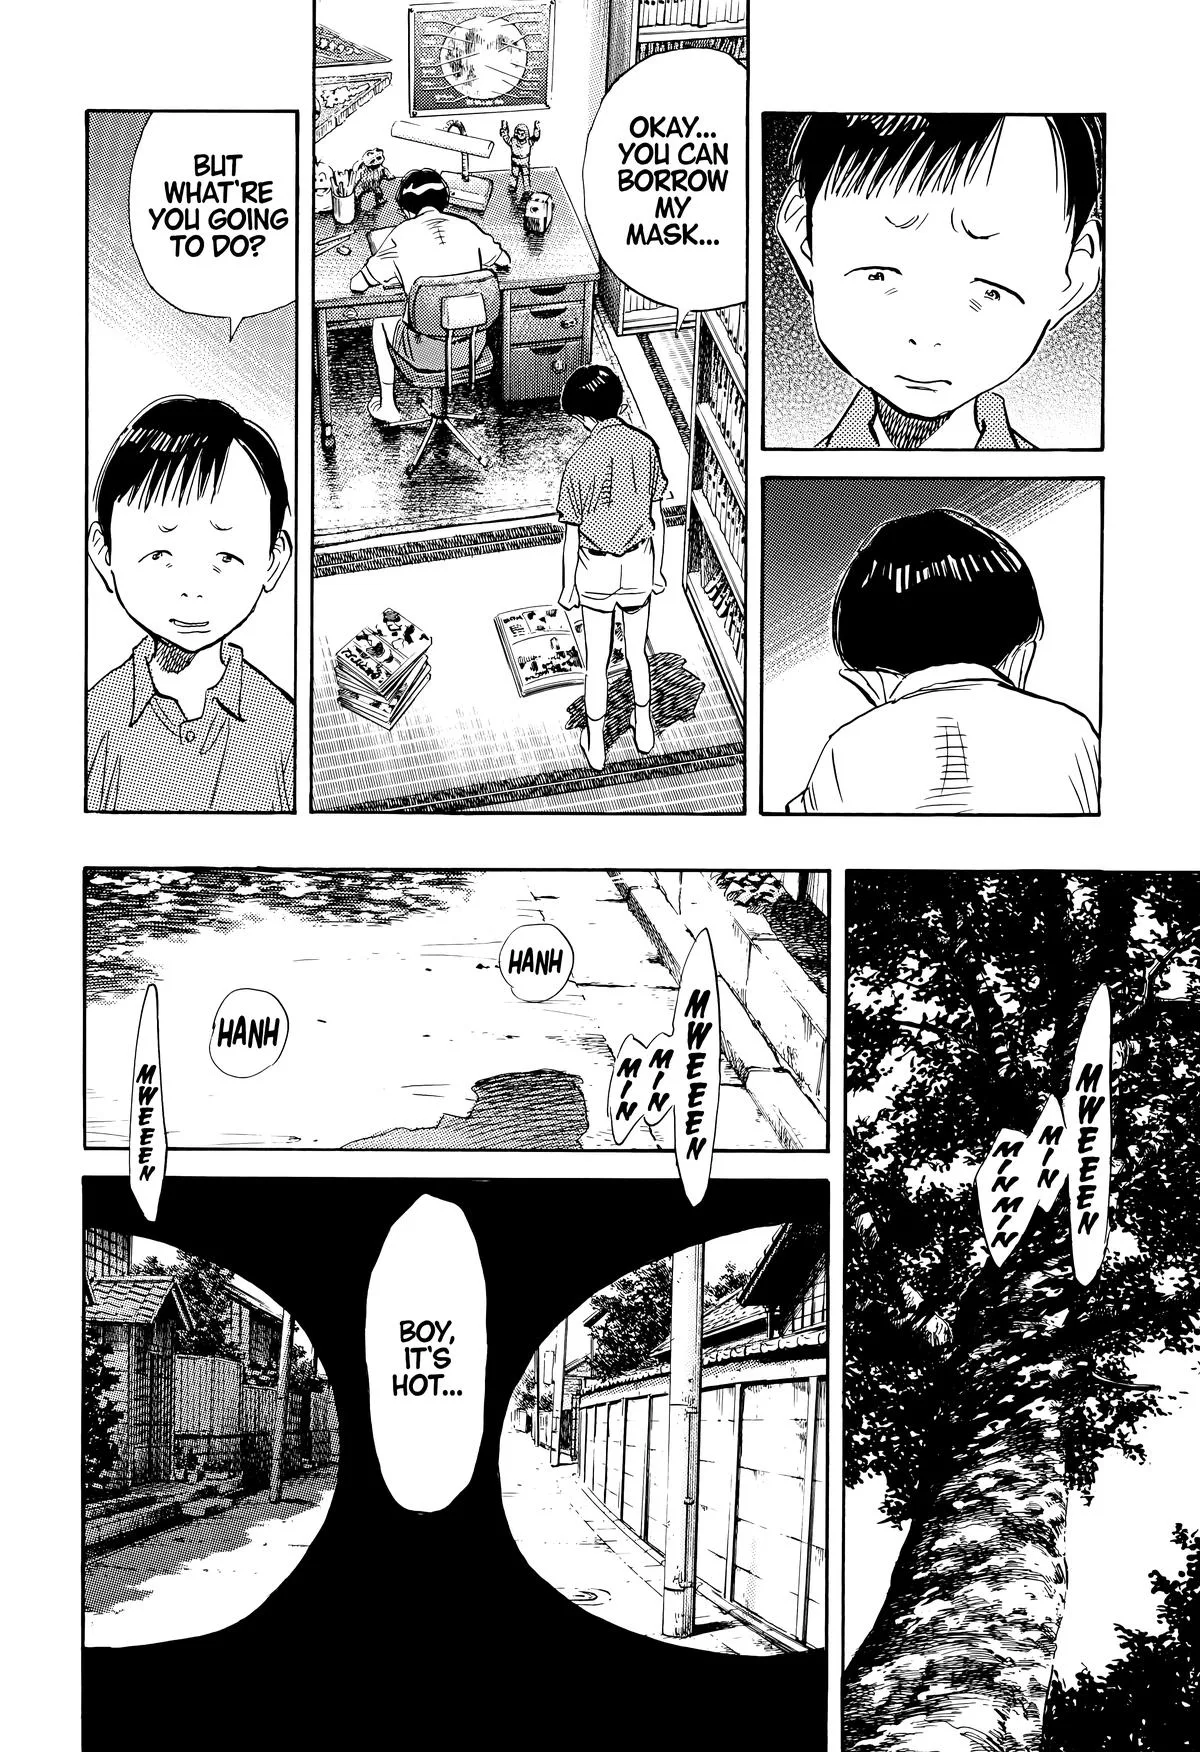 OKAY...
YOU CAN
BORROW
MY
MASK...
BUT
WHAT'RE
YOU GOING
TO DO?
MWEEEN
MIN
MINMIN
MWEEEN
MIN
MIN
HANH
HANH
MWEEEN
BOY,
IT'S
HOT...